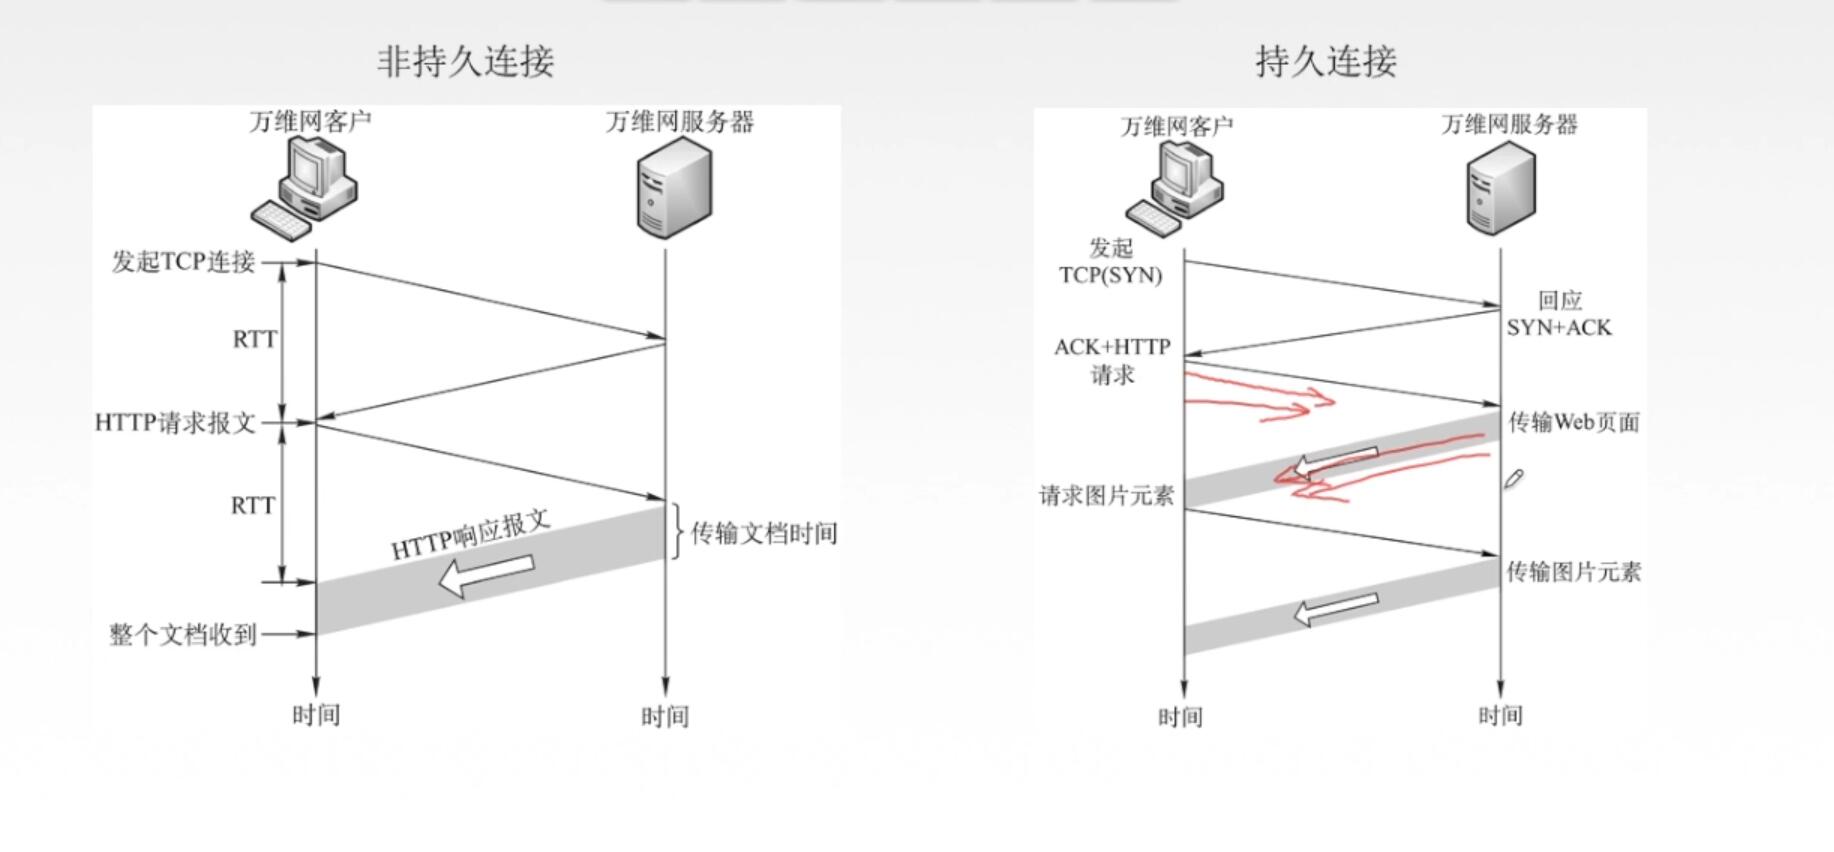 非持久连接
万维网客户
万维网服务器
发起TCP连接
RTT
HTTP请求报文
RTT
HTTP响应报文
传输文档时间
整个文档收到
时间
时间
持久连接
万维网客户
万维网服务器
发起
TCP(SYN)
回应
SYN+ACK
ACK+HTTP
请求
传输Web页面
请求图片元素
传输图片元素
时间
时间